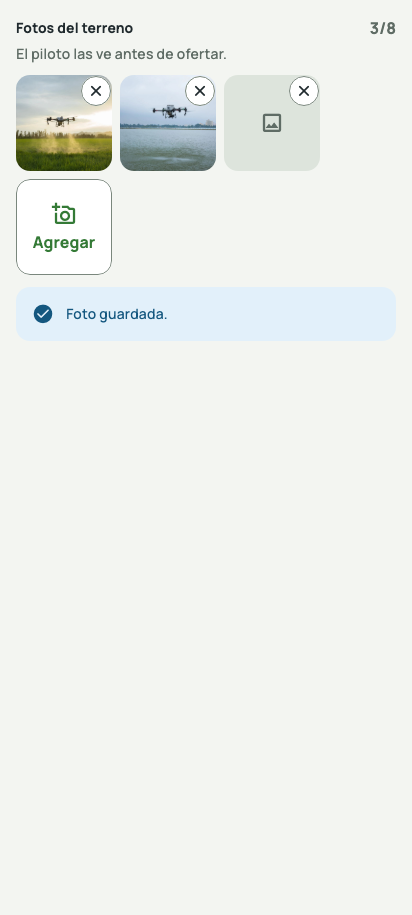 Fotos del terreno
3/8
El piloto las ve antes de ofertar.
Agregar
Foto guardada.